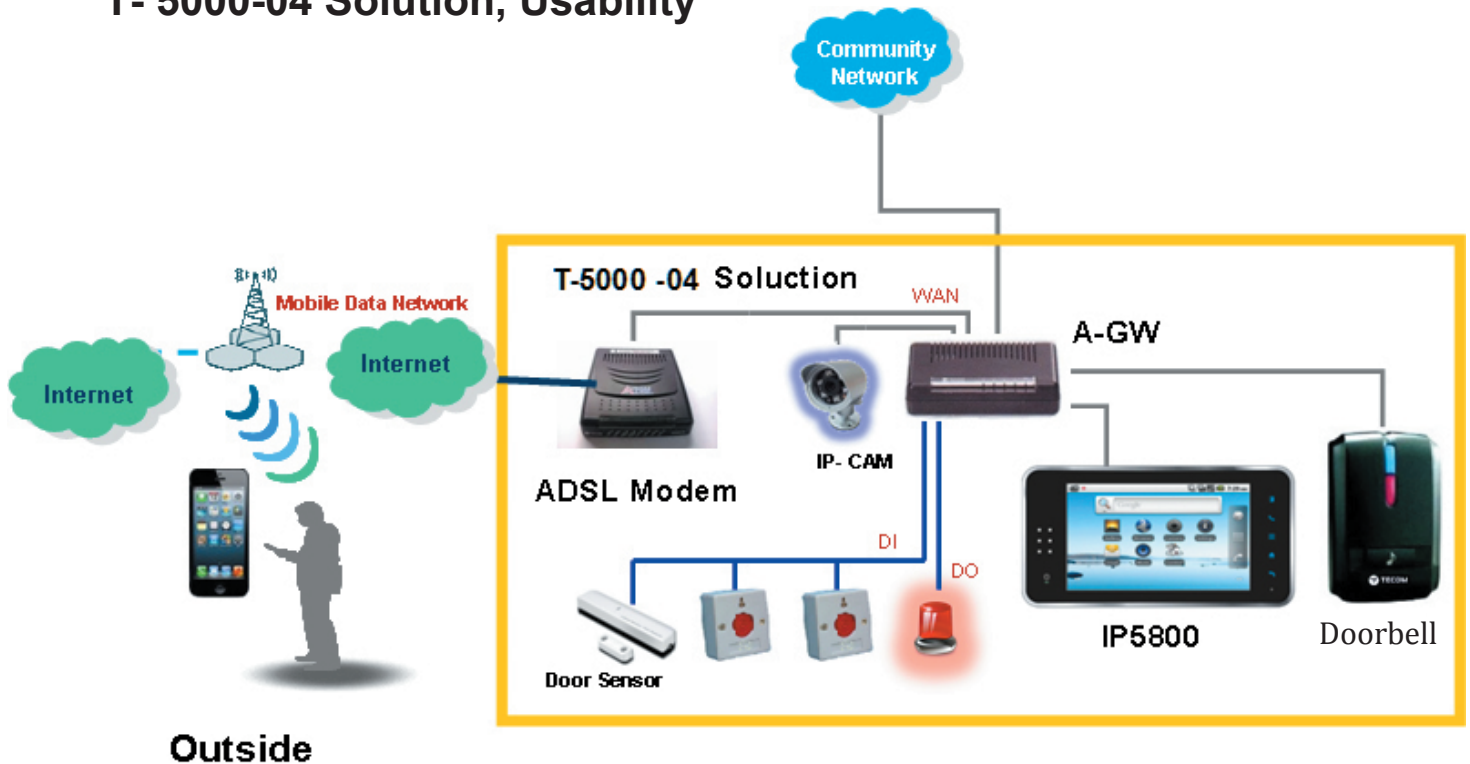 T- 5000-04 Solution, Usability
Community
Network
T-5000 -04 Soluction
WAN
Mobile Data Network
A-GW
Internet
Internet
IP- CAM
ADSL Modem
DI
DO
TECOM
IP5800
Doorbell
Door Sensor
Outside